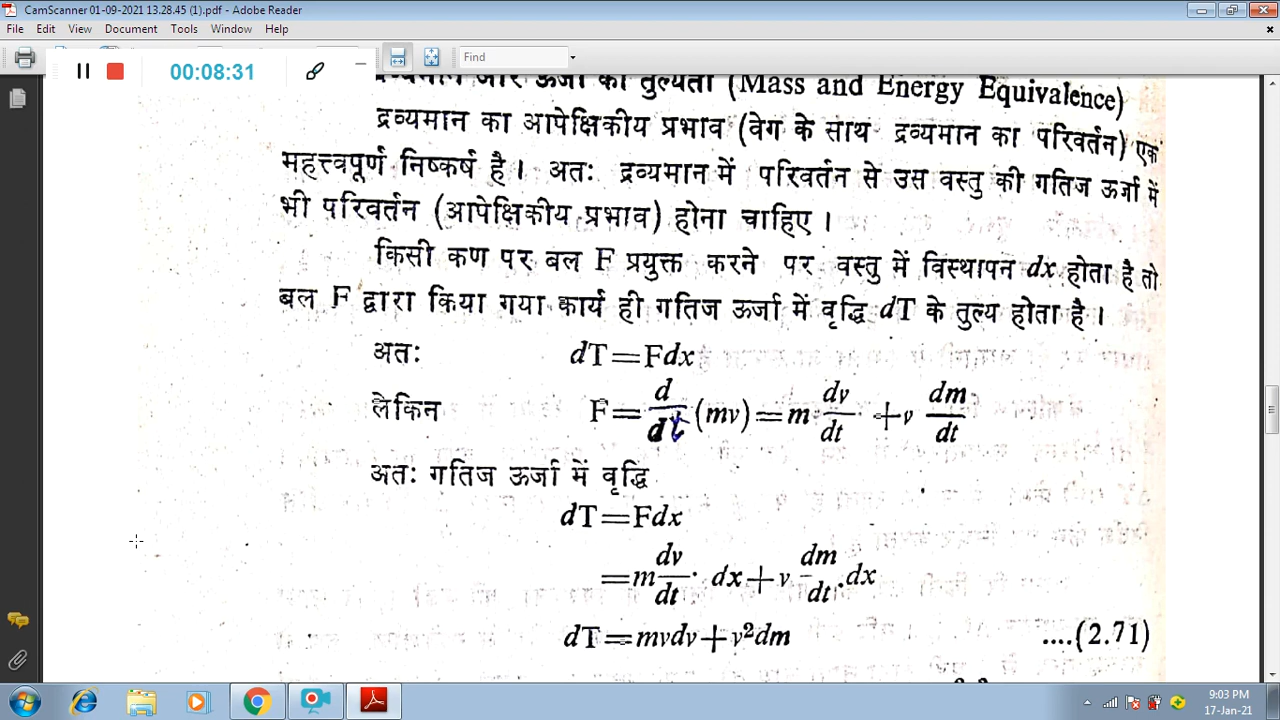 CamScanner 01-09-2021 13.28.45 (1).pdf - Adobe Reader
File Edit View Document Tools Window Help
00:08:31
Find
द्रव्यमान और ऊर्जा की तुल्यता (Mass and Energy Equivalence)
द्रव्यमान का आपेक्षिकीय प्रभाव (वेग के साथ द्रव्यमान का परिवर्तन) एक
महत्त्वपूर्ण निष्कर्ष है। अतः द्रव्यमान में परिवर्तन से उस वस्तु की गतिज ऊर्जा में
भी परिवर्तन (आपेक्षिकीय प्रभाव) होना चाहिए।
किसी कण पर बल F प्रयुक्त करने पर वस्तु में विस्थापन dx होता है तो
बल F द्वारा किया गया कार्य ही गतिज ऊर्जा में वृद्धि dT के तुल्य होता है।
अतः dT=Fdx
लेकिन F=d/dt(mv)=m dv/dt +v dm/dt
अतः गतिज ऊर्जा में वृद्धि
dT=Fdx
=m dv/dt· dx+v dm/dt·dx
dT=mvdv+v²dm ....(2.71)
9:03 PM
17-Jan-21